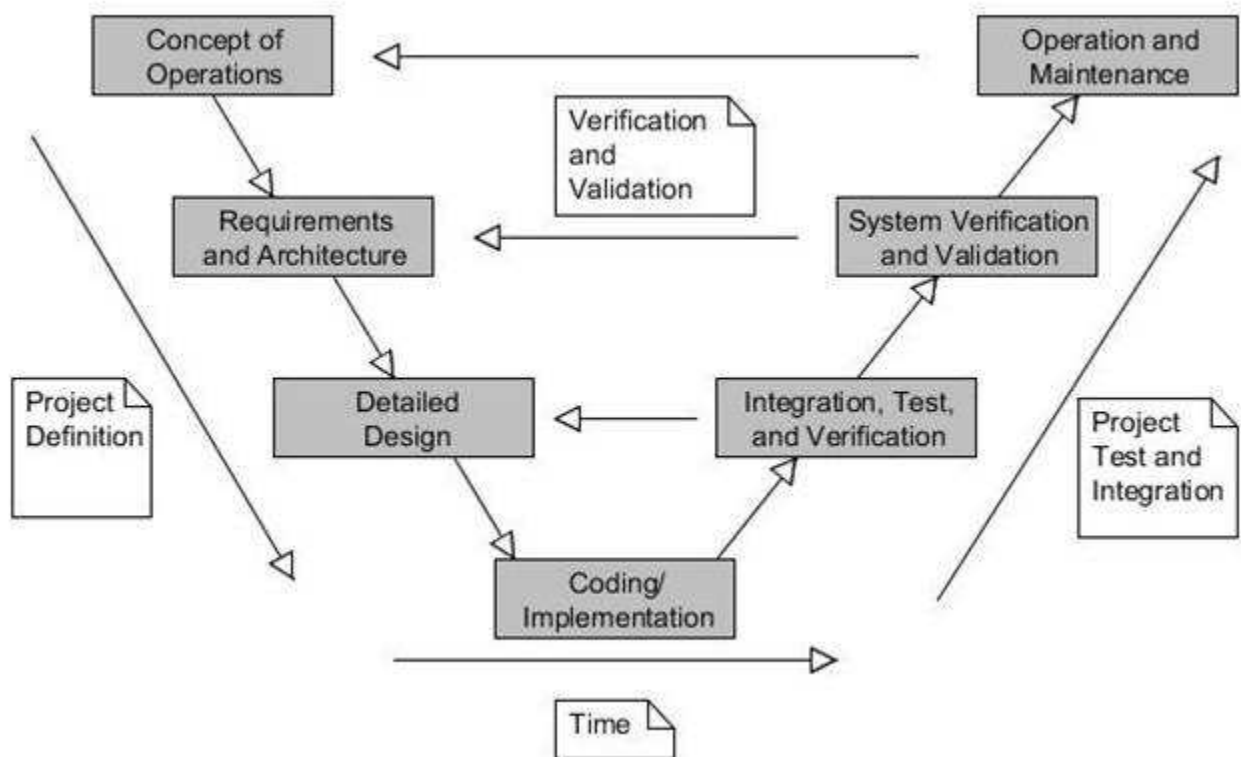 Concept of
Operations
Operation and
Maintenance
Verification
and
Validation
Requirements
and Architecture
System Verification
and Validation
Project
Definition
Detailed
Design
Integration, Test,
and Verification
Project
Test and
Integration
Coding/
Implementation
Time